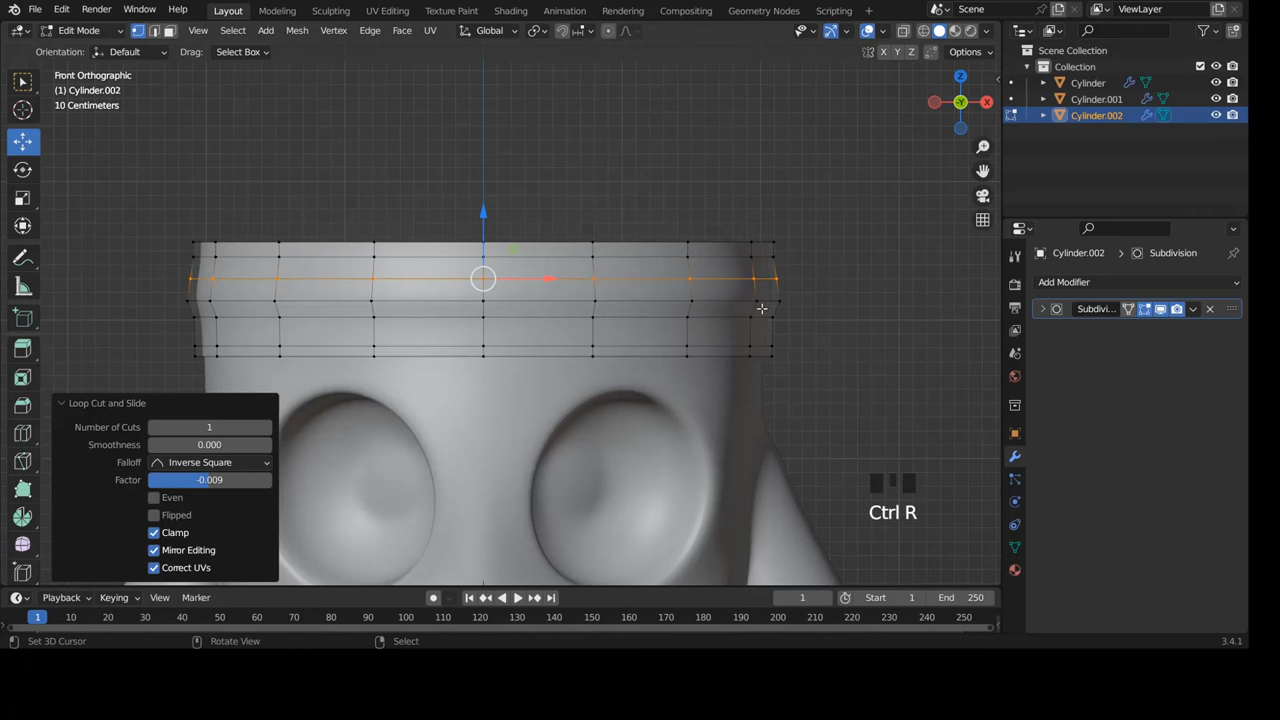 File Edit Render Window Help Layout Modeling Sculpting UV Editing Texture Paint Shading Animation Rendering Compositing Geometry Nodes Scripting Scene ViewLayer
Edit Mode View Select Add Mesh Vertex Edge Face UV Global
Orientation: Default Drag: Select Box X Y Z Options
Front Orthographic
(1) Cylinder.002
10 Centimeters
Z
X
-Y
Scene Collection
Collection
Cylinder
Cylinder.001
Cylinder.002
Cylinder.002 Subdivision
Add Modifier
Subdivi...
Loop Cut and Slide
Number of Cuts 1
Smoothness 0.000
Falloff Inverse Square
Factor -0.009
Even
Flipped
Clamp
Mirror Editing
Correct UVs
Ctrl R
Playback Keying View Marker 1 Start 1 End 250
1 10 20 30 40 50 60 70 80 90 100 110 120 130 140 150 160 170 180 190 200 210 220 230 240 250
Set 3D Cursor Rotate View Select 3.4.1